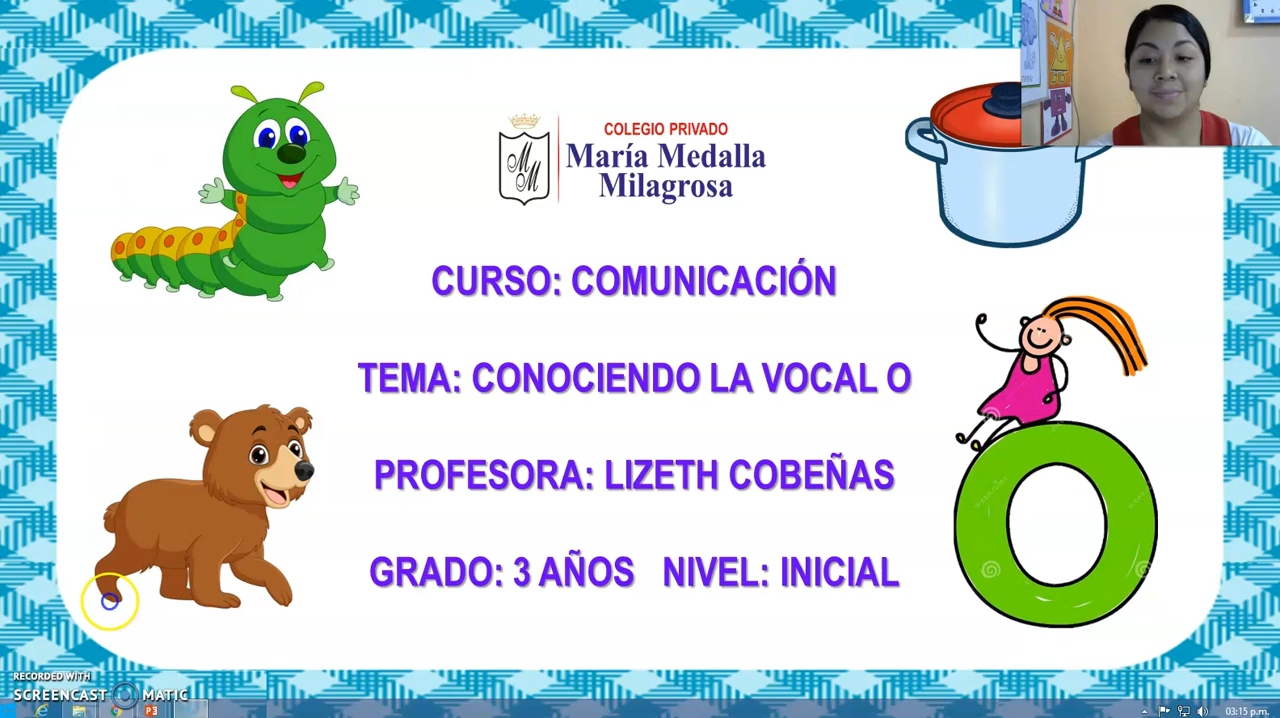 COLEGIO PRIVADO
María Medalla
Milagrosa
CURSO: COMUNICACIÓN
TEMA: CONOCIENDO LA VOCAL O
PROFESORA: LIZETH COBEÑAS
GRADO: 3 AÑOS NIVEL: INICIAL
RECORDED WITH
SCREENCAST MATIC
03:15 p.m.